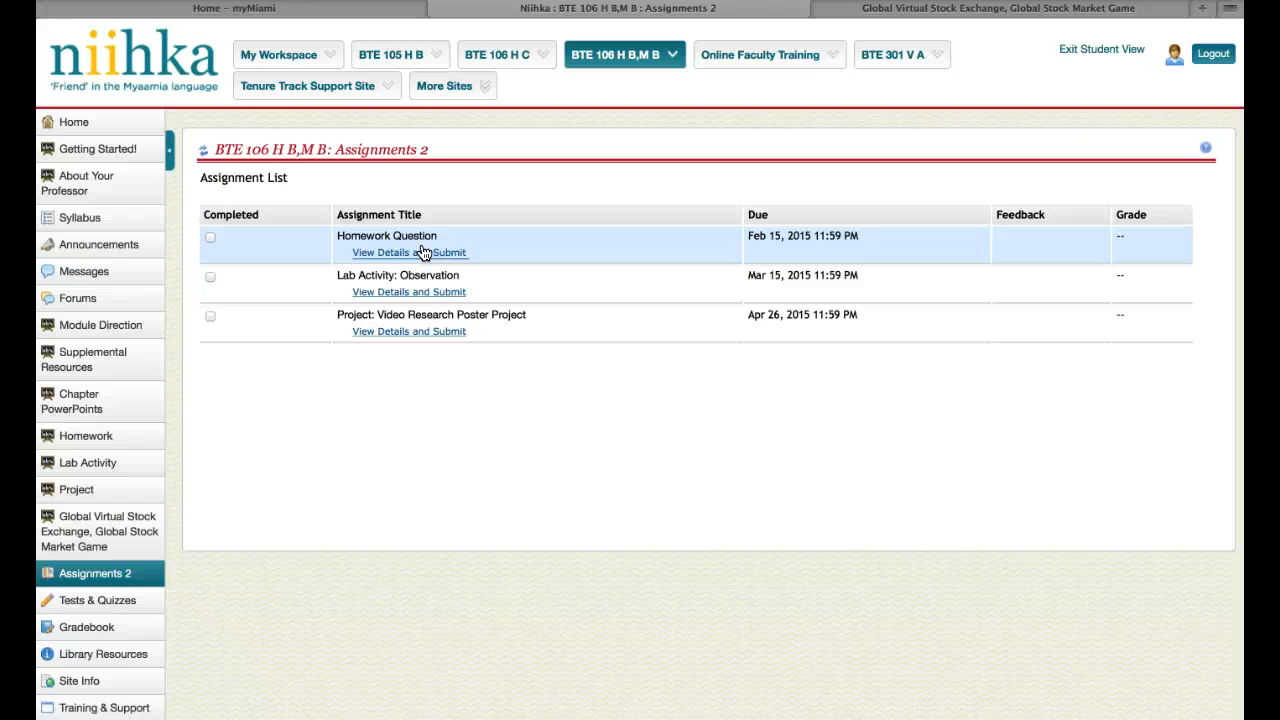 Home – myMiami
Niihka : BTE 106 H B,M B : Assignments 2
Global Virtual Stock Exchange, Global Stock Market Game
niihka
'Friend' in the Myaamia language
My Workspace
BTE 105 H B
BTE 106 H C
BTE 106 H B,M B
Online Faculty Training
BTE 301 V A
Tenure Track Support Site
More Sites
Exit Student View
Logout
Home
Getting Started!
About Your
Professor
Syllabus
Announcements
Messages
Forums
Module Direction
Supplemental
Resources
Chapter
PowerPoints
Homework
Lab Activity
Project
Global Virtual Stock
Exchange, Global Stock
Market Game
Assignments 2
Tests & Quizzes
Gradebook
Library Resources
Site Info
Training & Support
BTE 106 H B,M B: Assignments 2
Assignment List
Completed Assignment Title Due Feedback Grade
Homework Question Feb 15, 2015 11:59 PM --
View Details and Submit
Lab Activity: Observation Mar 15, 2015 11:59 PM --
View Details and Submit
Project: Video Research Poster Project Apr 26, 2015 11:59 PM --
View Details and Submit